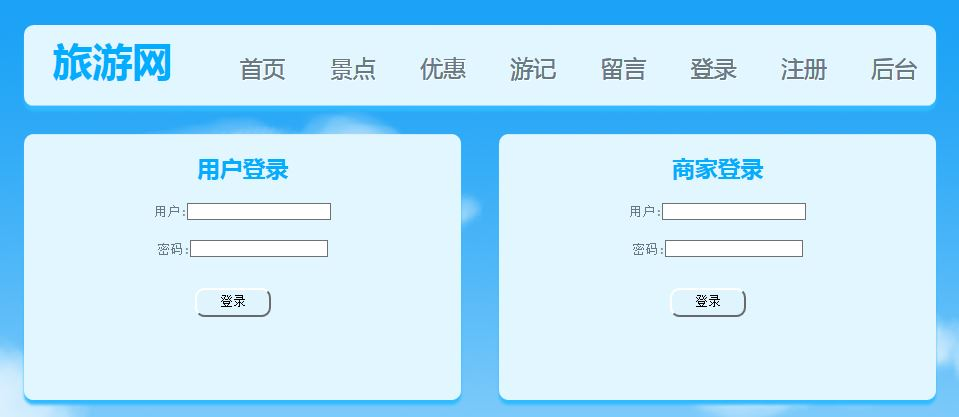 旅游网 首页 景点 优惠 游记 留言 登录 注册 后台
用户登录
用户:
密码:
登录
商家登录
用户:
密码:
登录